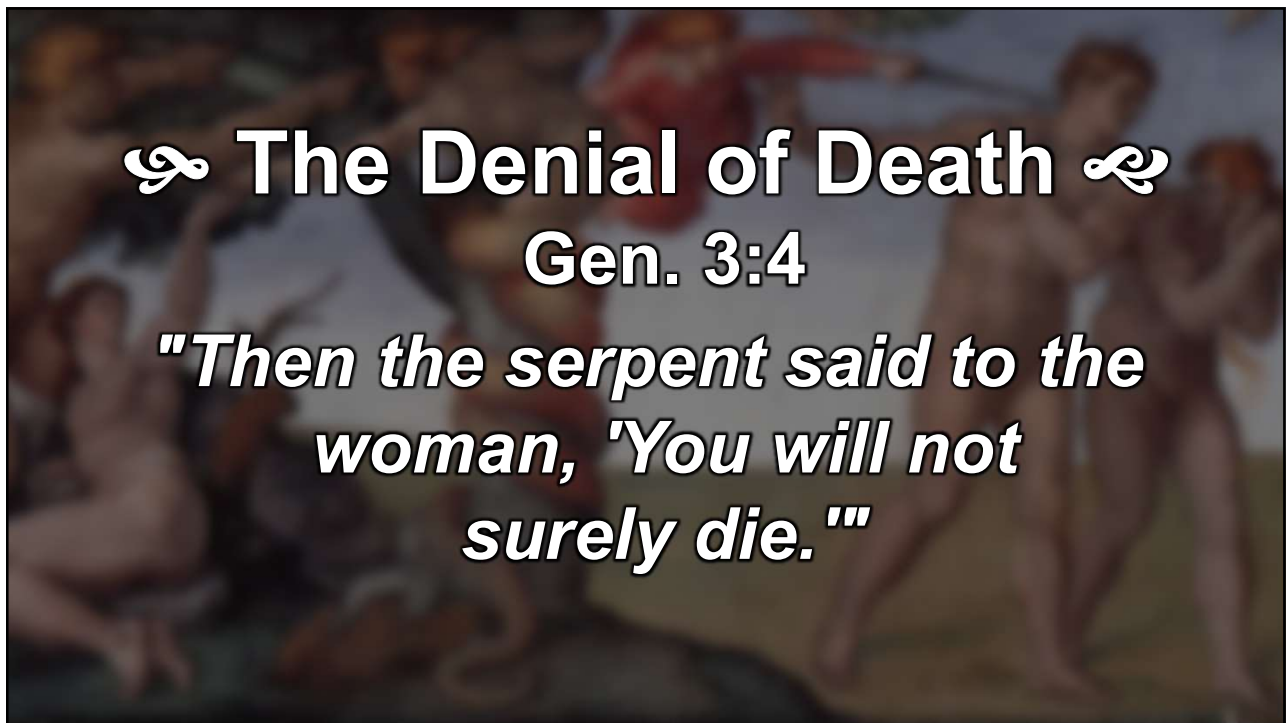 The Denial of Death
Gen. 3:4
"Then the serpent said to the
woman, 'You will not
surely die.'"